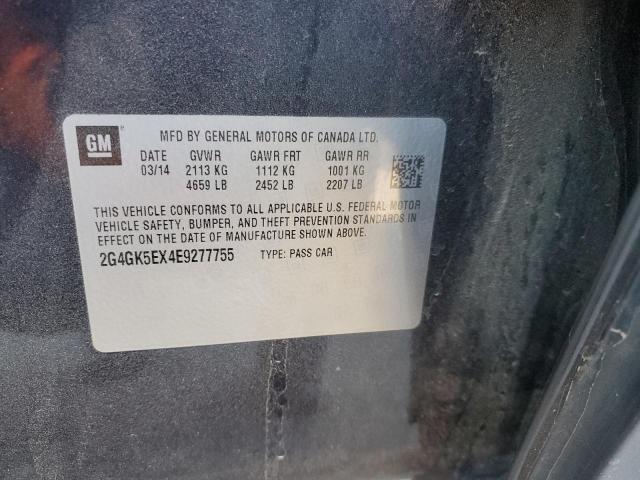 GM
MFD BY GENERAL MOTORS OF CANADA LTD.
DATE GVWR GAWR FRT GAWR RR
03/14 2113 KG 1112 KG 1001 KG
4659 LB 2452 LB 2207 LB
THIS VEHICLE CONFORMS TO ALL APPLICABLE U.S. FEDERAL MOTOR
VEHICLE SAFETY, BUMPER, AND THEFT PREVENTION STANDARDS IN
EFFECT ON THE DATE OF MANUFACTURE SHOWN ABOVE.
2G4GK5EX4E9277755 TYPE: PASS CAR